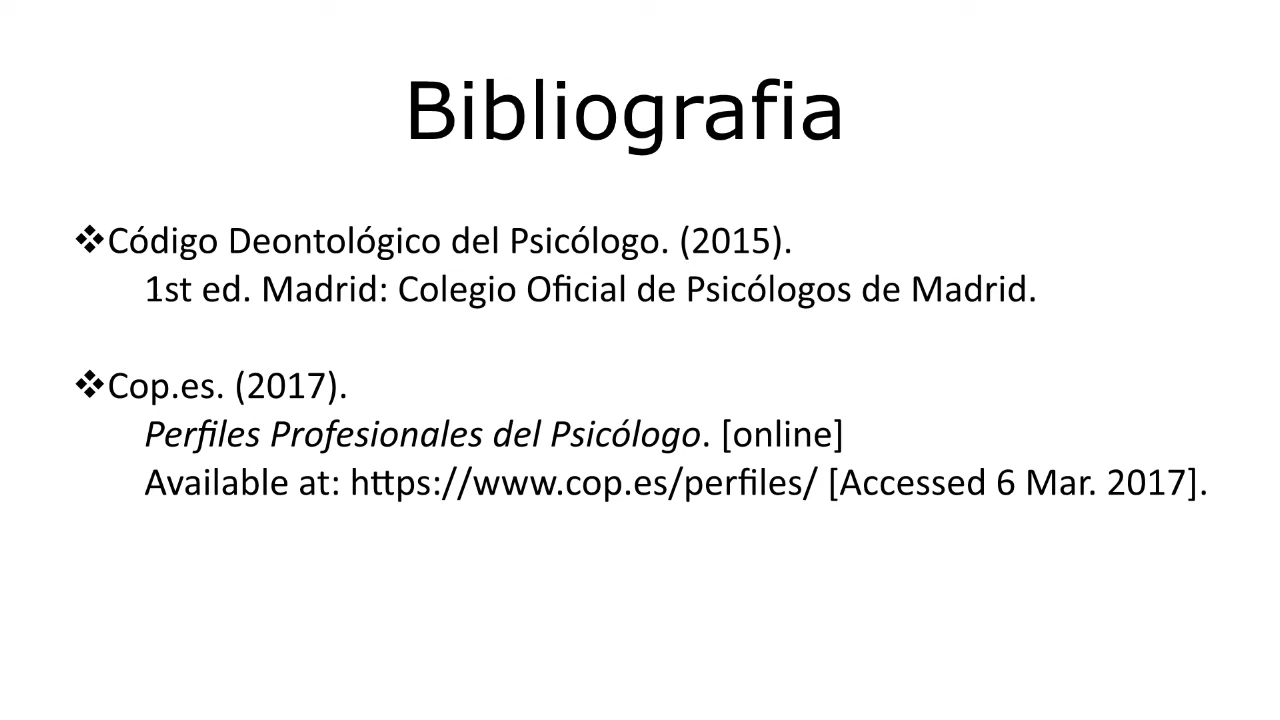 Bibliografia
❖Código Deontológico del Psicólogo. (2015).
1st ed. Madrid: Colegio Oficial de Psicólogos de Madrid.
❖Cop.es. (2017).
Perfiles Profesionales del Psicólogo. [online]
Available at: https://www.cop.es/perfiles/ [Accessed 6 Mar. 2017].